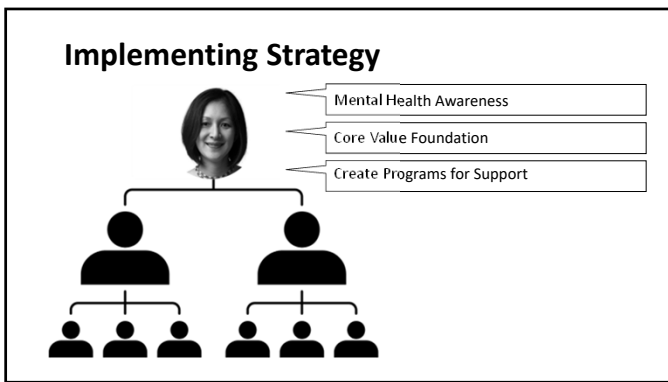 Implementing Strategy
Mental Health Awareness
Core Value Foundation
Create Programs for Support